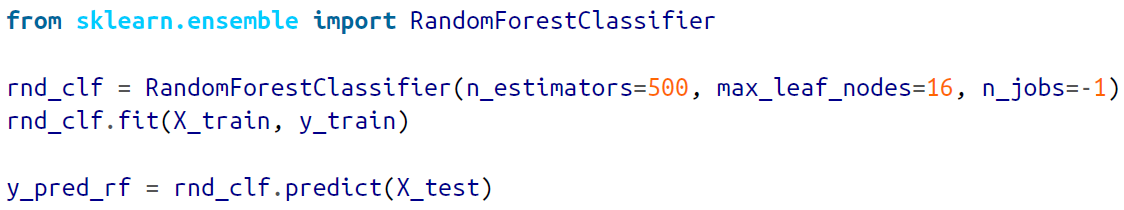 from sklearn.ensemble import RandomForestClassifier
rnd_clf = RandomForestClassifier(n_estimators=500, max_leaf_nodes=16, n_jobs=-1)
rnd_clf.fit(X_train, y_train)
y_pred_rf = rnd_clf.predict(X_test)